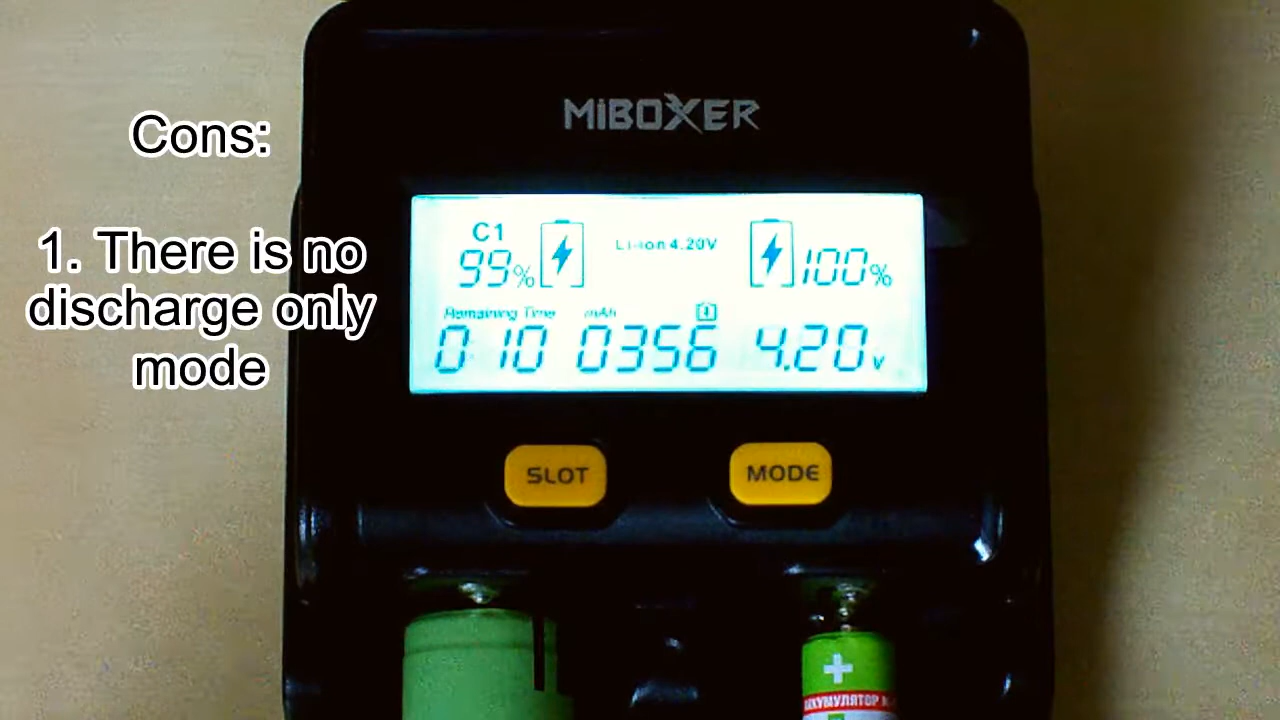 MiBOXER
Cons:
1. There is no
discharge only
mode
C1
99%
Li-ion 4.20V
100%
Remaining Time mAh
0 10 0356 4.20 v
SLOT
MODE
АККУМУЛЯТОР